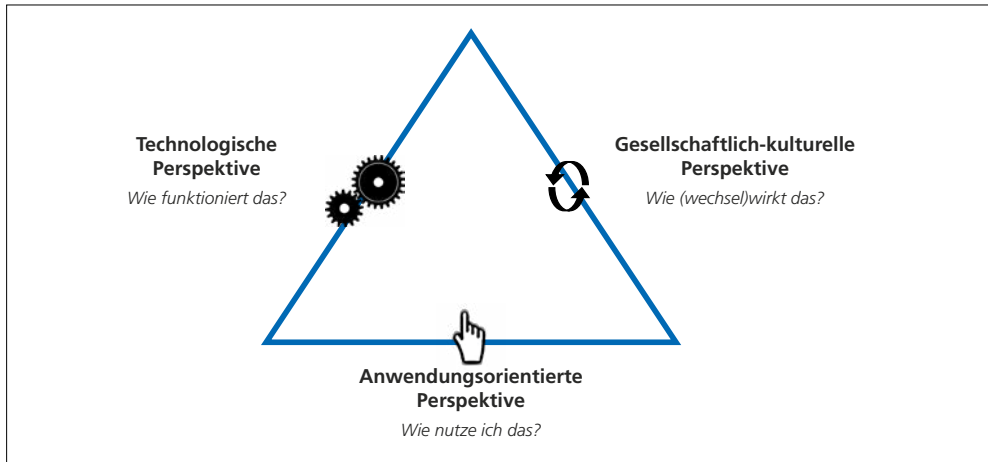 Technologische
Perspektive
Wie funktioniert das?
Gesellschaftlich-kulturelle
Perspektive
Wie (wechsel)wirkt das?
Anwendungsorientierte
Perspektive
Wie nutze ich das?